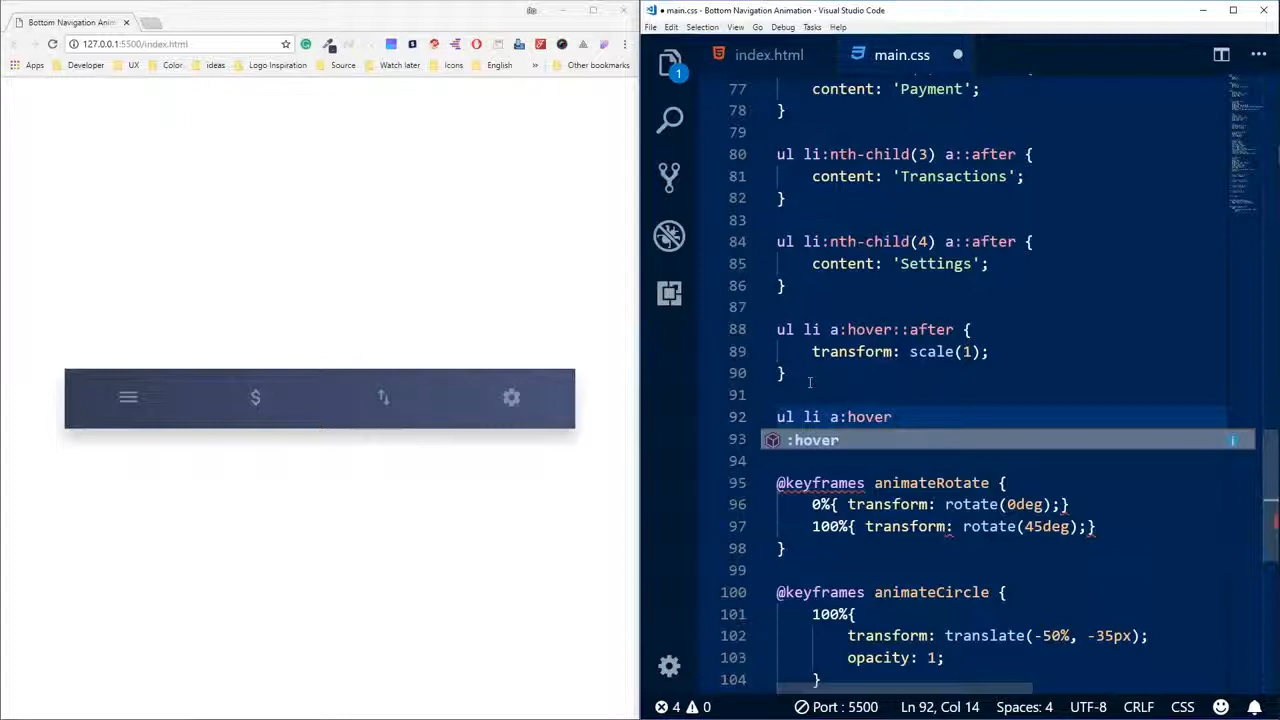 Bottom Navigation Anim
127.0.0.1:5500/index.html
Apps Developer UX Color ideas Logo Inspiration Source Watch later Icons English » Other bookmarks
$
● main.css - Bottom Navigation Animation - Visual Studio Code
File Edit Selection View Go Debug Tasks Help
index.html main.css
1
77 content: 'Payment';
78 }
79
80 ul li:nth-child(3) a::after {
81 content: 'Transactions';
82 }
83
84 ul li:nth-child(4) a::after {
85 content: 'Settings';
86 }
87
88 ul li a:hover::after {
89 transform: scale(1);
90 }
91
92 ul li a:hover
93 :hover
94
95 @keyframes animateRotate {
96 0%{ transform: rotate(0deg);}
97 100%{ transform: rotate(45deg);}
98 }
99
100 @keyframes animateCircle {
101 100%{
102 transform: translate(-50%, -35px);
103 opacity: 1;
104 }
4 0 Port : 5500 Ln 92, Col 14 Spaces: 4 UTF-8 CRLF CSS